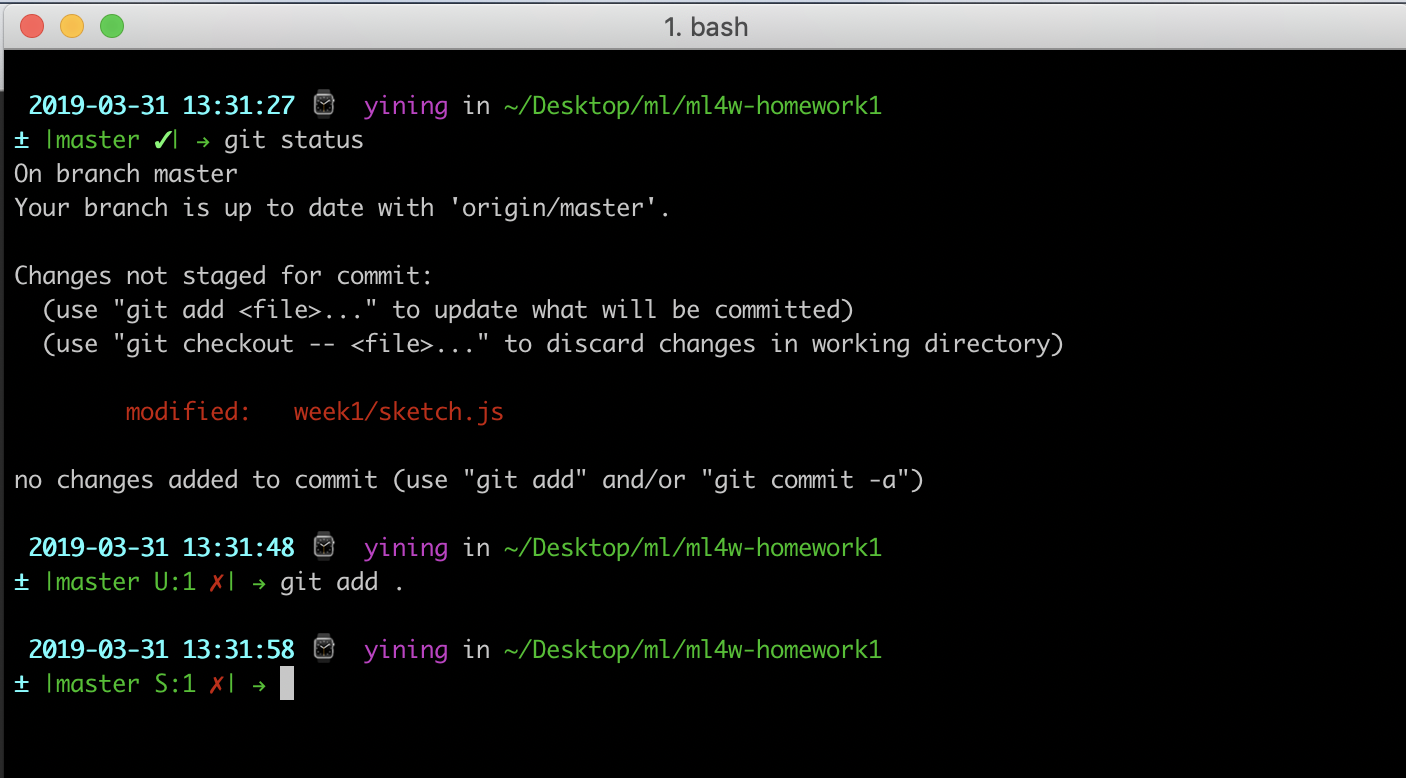 1. bash
2019-03-31 13:31:27 ⌚ yining in ~/Desktop/ml/ml4w-homework1
± |master ✓| → git status
On branch master
Your branch is up to date with 'origin/master'.
Changes not staged for commit:
  (use "git add <file>..." to update what will be committed)
  (use "git checkout -- <file>..." to discard changes in working directory)
        modified:   week1/sketch.js
no changes added to commit (use "git add" and/or "git commit -a")
2019-03-31 13:31:48 ⌚ yining in ~/Desktop/ml/ml4w-homework1
± |master U:1 ✗| → git add .
2019-03-31 13:31:58 ⌚ yining in ~/Desktop/ml/ml4w-homework1
± |master S:1 ✗| →